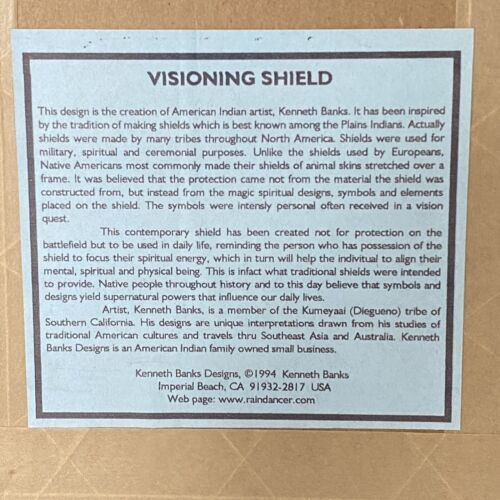 VISIONING SHIELD
This design is the creation of American Indian artist, Kenneth Banks. It has been inspired
by the tradition of making shields which is best known among the Plains Indians. Actually
shields were made by many tribes throughout North America. Shields were used for
military, spiritual and ceremonial purposes. Unlike the shields used by Europeans,
Native Americans most commonly made their shields of animal skins stretched over a
frame. It was believed that the protection came not from the material the shield was
constructed from, but instead from the magic spiritual designs, symbols and elements
placed on the shield. The symbols were intensly personal often received in a vision
quest.
This contemporary shield has been created not for protection on the
battlefield but to be used in daily life, reminding the person who has possession of the
shield to focus their spiritual energy, which in turn will help the indivitual to align their
mental, spiritual and physical being. This is infact what traditional shields were intended
to provide. Native people throughout history and to this day believe that symbols and
designs yield supernatural powers that influence our daily lives.
Artist, Kenneth Banks, is a member of the Kumeyaai (Diegueno) tribe of
Southern California. His designs are unique interpretations drawn from his studies of
traditional American cultures and travels thru Southeast Asia and Australia. Kenneth
Banks Designs is an American Indian family owned small business.
Kenneth Banks Designs, ©1994 Kenneth Banks
Imperial Beach, CA 91932-2817 USA
Web page: www.raindancer.com